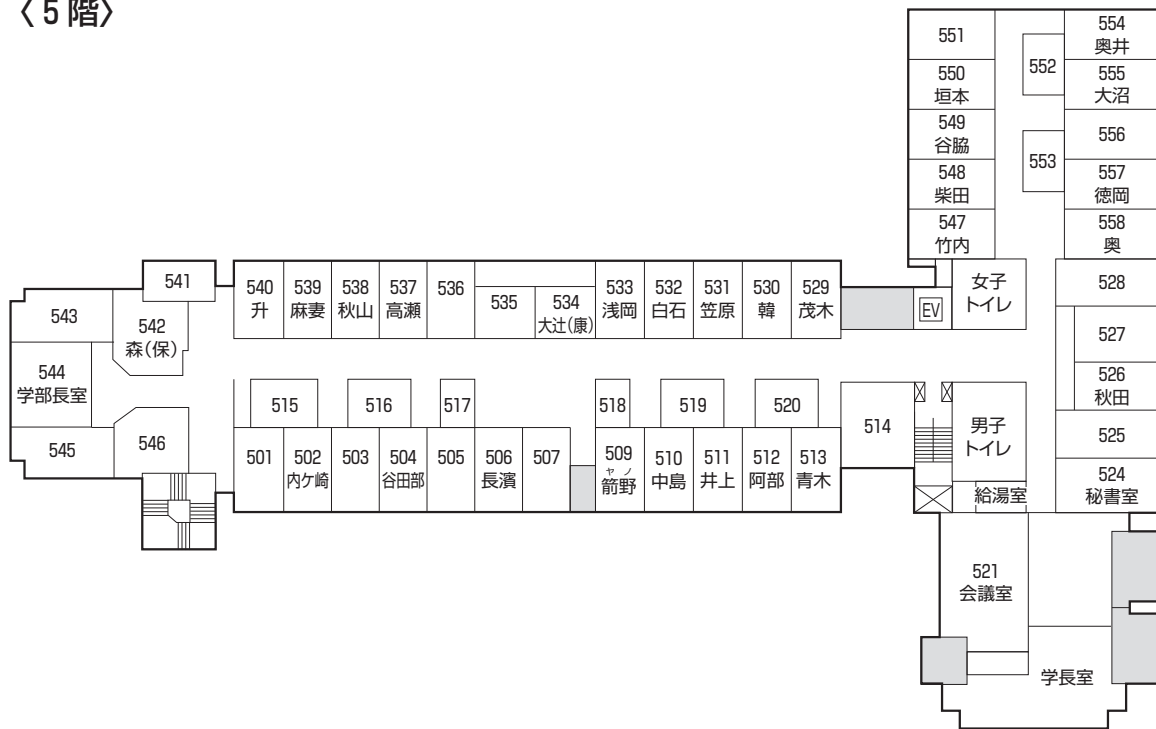 〈5階〉
551
550
垣本
549
谷脇
548
柴田
547
竹内
552
553
554
奥井
555
大沼
556
557
徳岡
558
奥
541
543
542
森(保)
544
学部長室
545
546
540
升
539
麻妻
538
秋山
537
高瀬
536
535
534
大辻(康)
533
浅岡
532
白石
531
笠原
530
韓
529
茂木
EV
女子
トイレ
528
527
526
秋田
525
524
秘書室
515
516
517
518
519
520
514
男子
トイレ
給湯室
501
502
内ケ崎
503
504
谷田部
505
506
長濱
507
509
ヤノ
箭野
510
中島
511
井上
512
阿部
513
青木
521
会議室
学長室